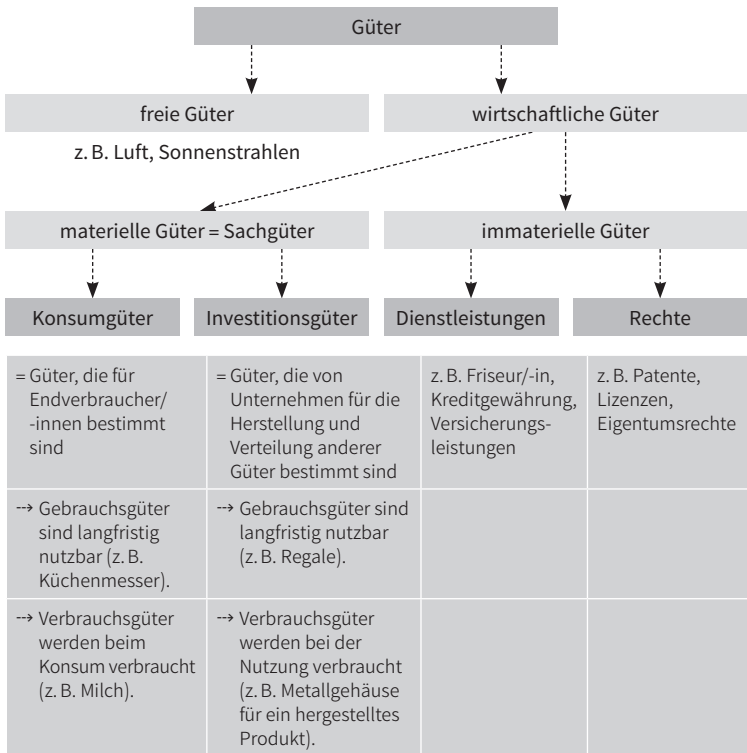 Güter
freie Güter
wirtschaftliche Güter
z. B. Luft, Sonnenstrahlen
materielle Güter = Sachgüter
immaterielle Güter
Konsumgüter
Investitionsgüter
Dienstleistungen
Rechte
= Güter, die für
Endverbraucher/
-innen bestimmt
sind
= Güter, die von
Unternehmen für die
Herstellung und
Verteilung anderer
Güter bestimmt sind
z. B. Friseur/-in,
Kreditgewährung,
Versicherungs-
leistungen
z. B. Patente,
Lizenzen,
Eigentumsrechte
⇢ Gebrauchsgüter
sind langfristig
nutzbar (z. B.
Küchenmesser).
⇢ Gebrauchsgüter sind
langfristig nutzbar
(z. B. Regale).
⇢ Verbrauchsgüter
werden beim
Konsum verbraucht
(z. B. Milch).
⇢ Verbrauchsgüter
werden bei der
Nutzung verbraucht
(z. B. Metallgehäuse
für ein hergestelltes
Produkt).